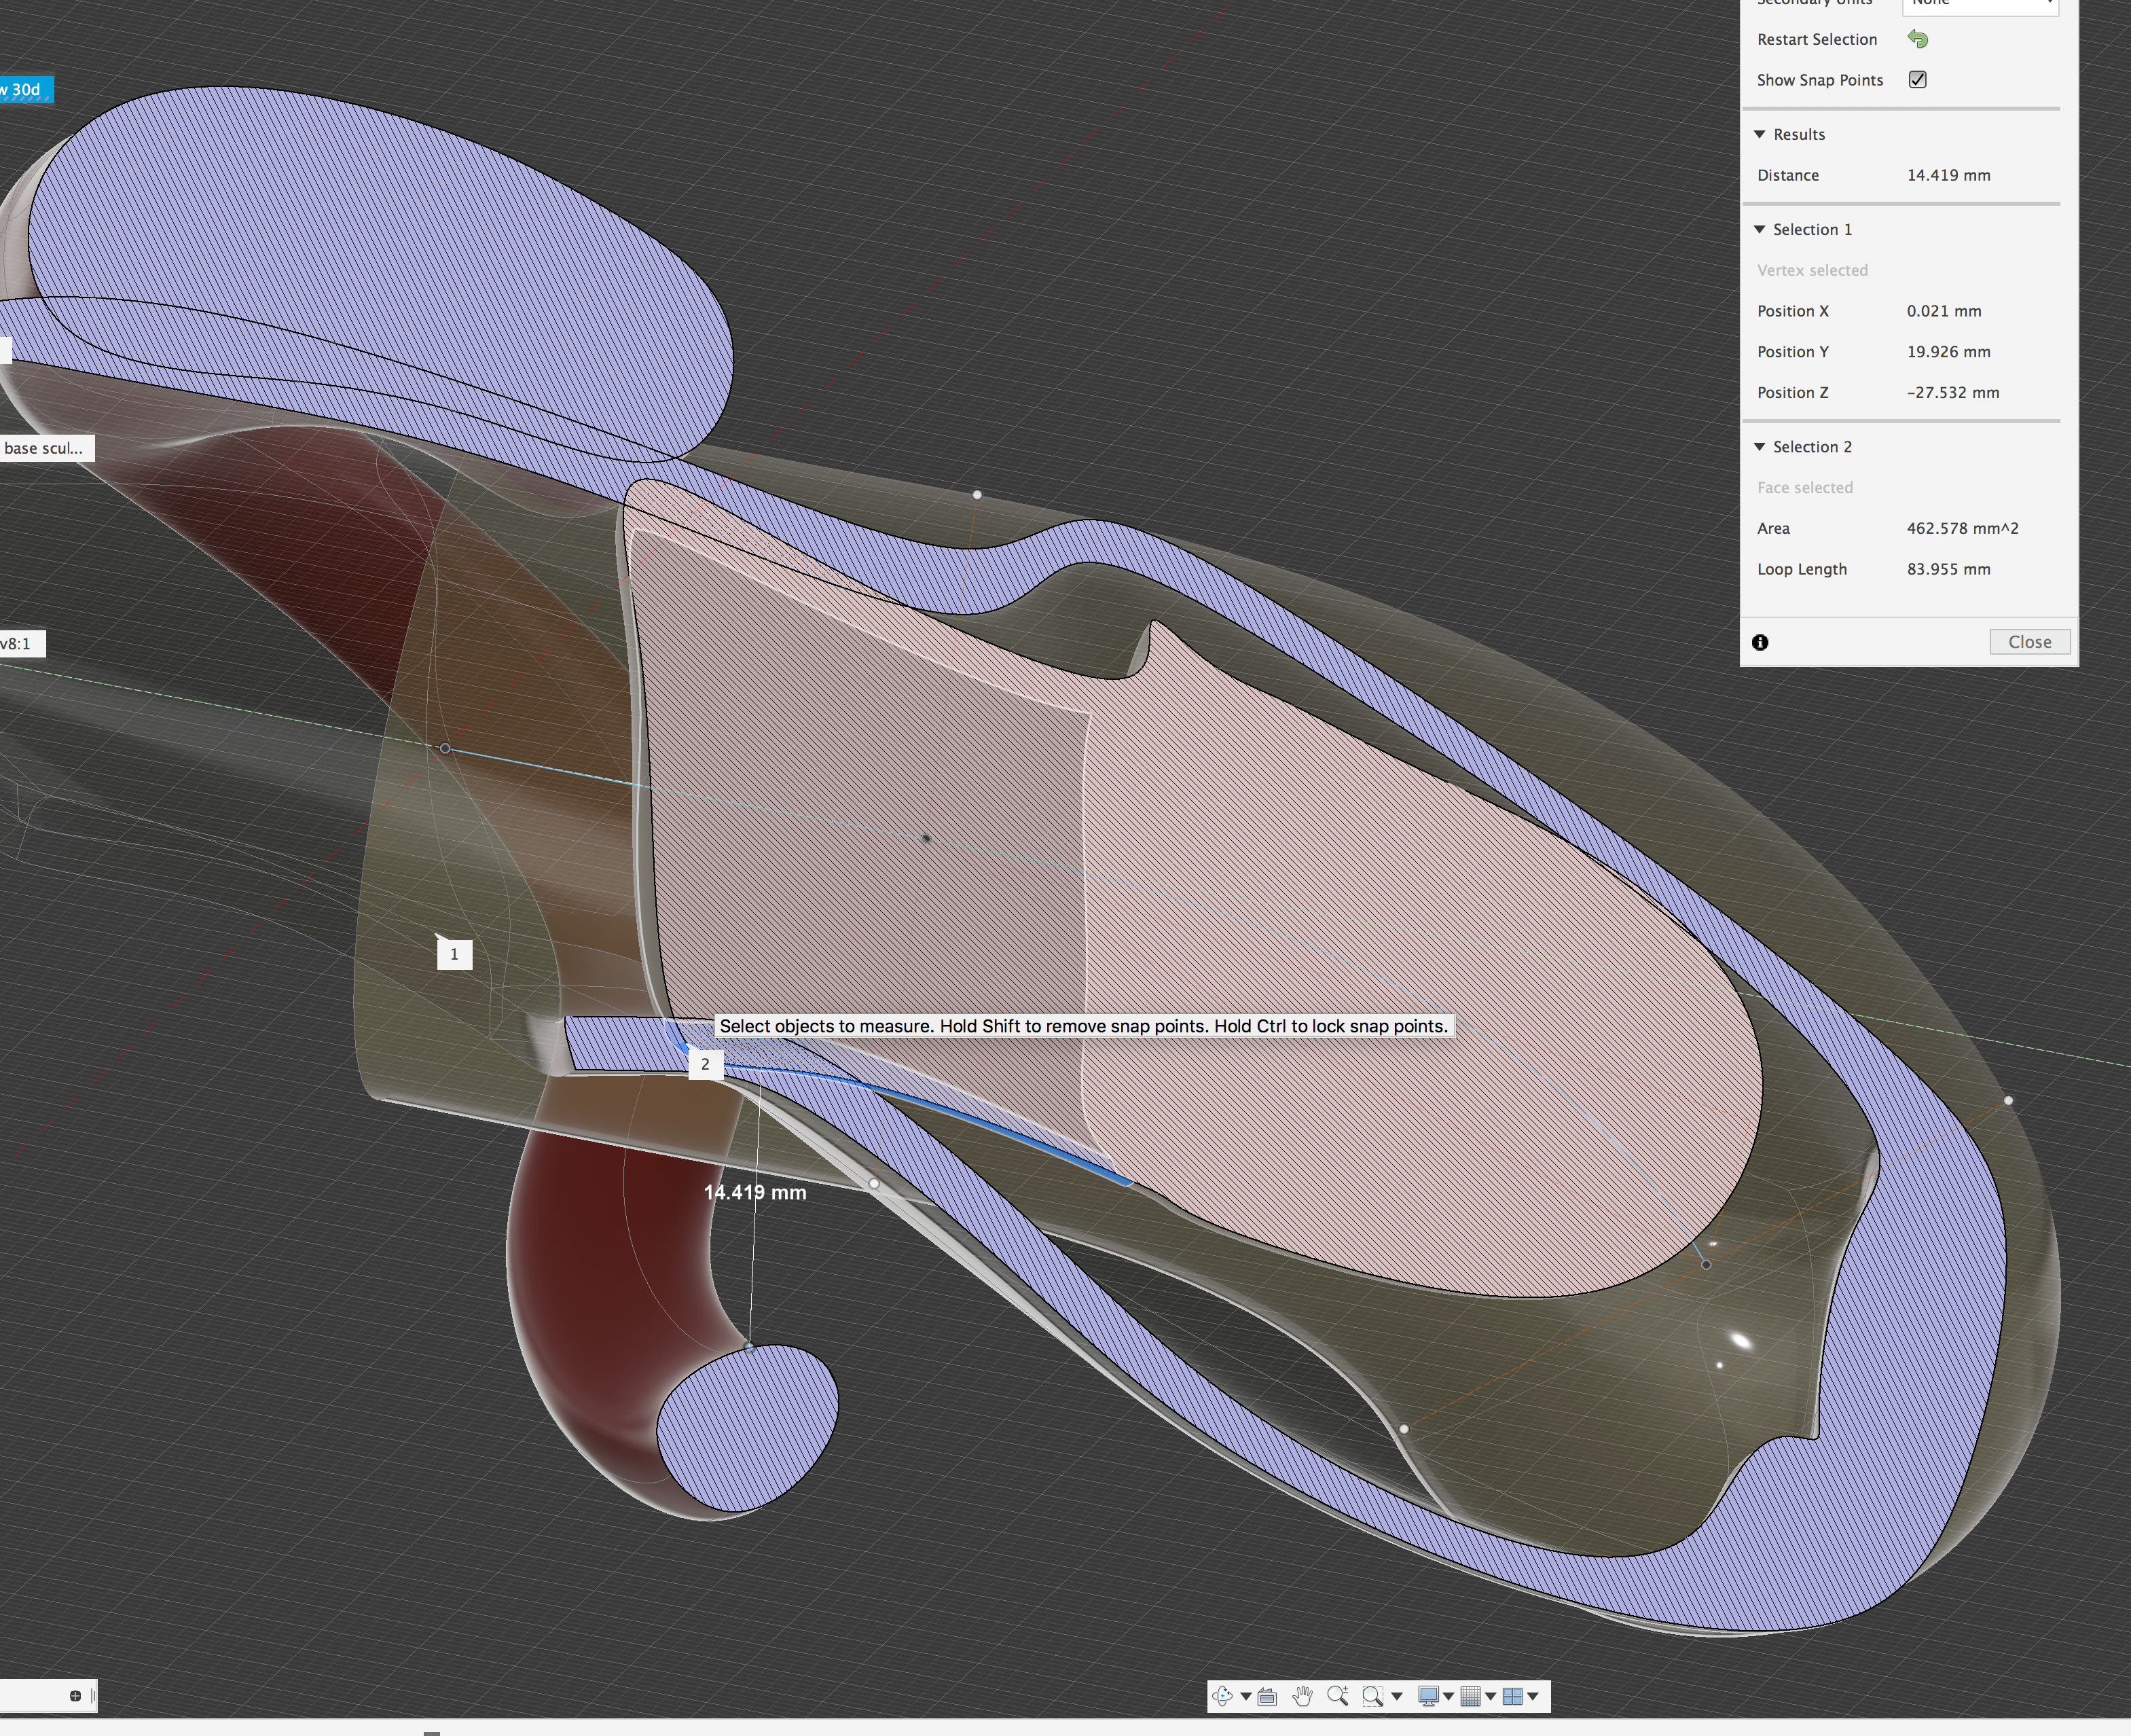 Secondary Units None
Restart Selection
Show Snap Points
Results
Distance 14.419 mm
Selection 1
Vertex selected
Position X 0.021 mm
Position Y 19.926 mm
Position Z -27.532 mm
Selection 2
Face selected
Area 462.578 mm^2
Loop Length 83.955 mm
Close
w 30d
base scul...
v8:1
1
Select objects to measure. Hold Shift to remove snap points. Hold Ctrl to lock snap points.
2
14.419 mm